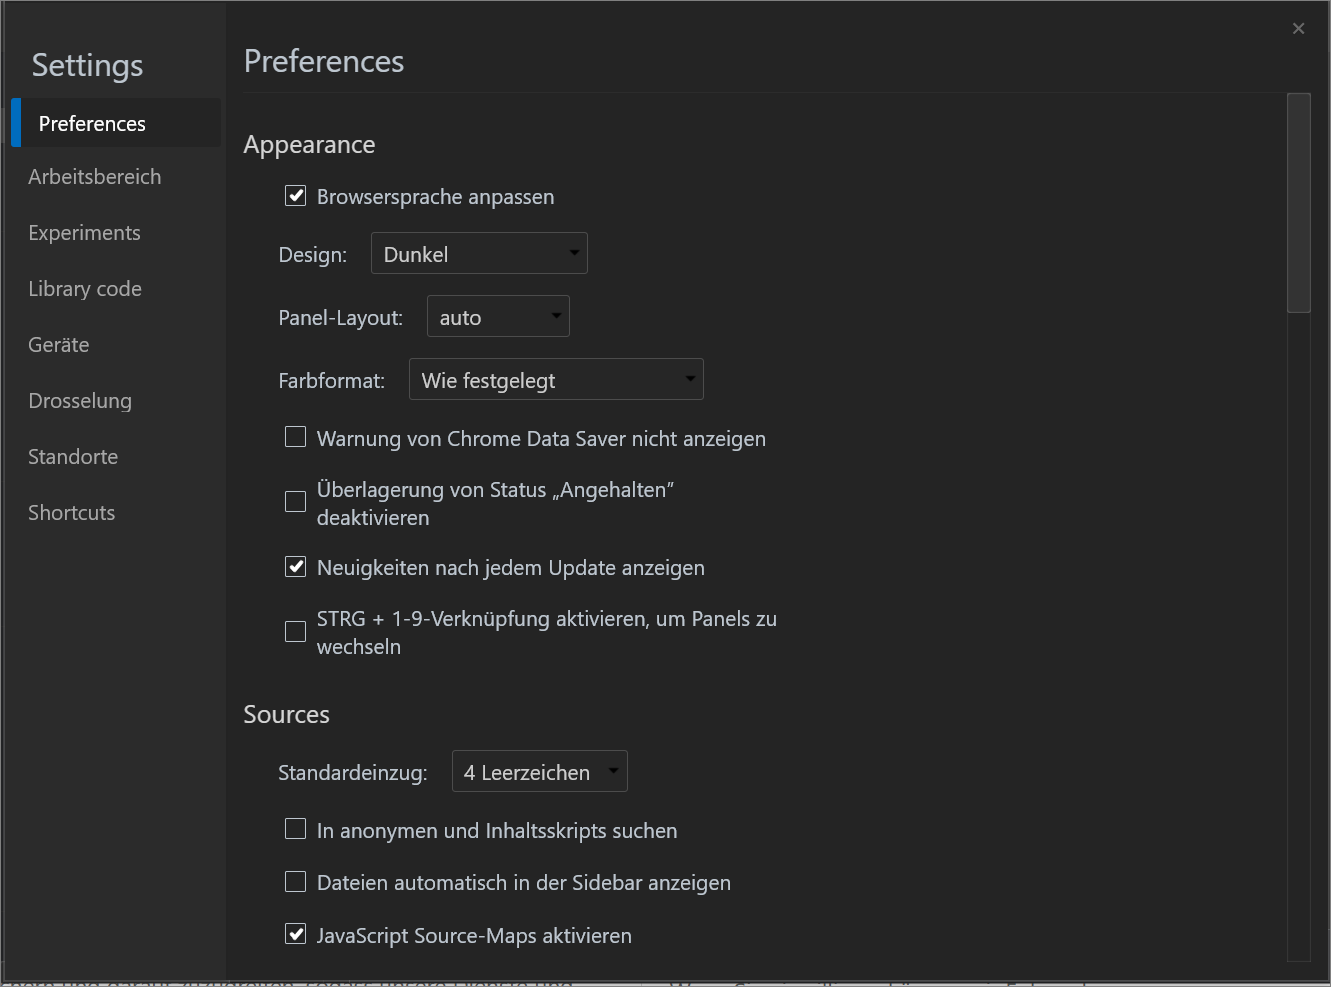 Settings
Preferences
Arbeitsbereich
Experiments
Library code
Geräte
Drosselung
Standorte
Shortcuts
Preferences
Appearance
Browsersprache anpassen
Design: Dunkel
Panel-Layout: auto
Farbformat: Wie festgelegt
Warnung von Chrome Data Saver nicht anzeigen
Überlagerung von Status „Angehalten”
deaktivieren
Neuigkeiten nach jedem Update anzeigen
STRG + 1-9-Verknüpfung aktivieren, um Panels zu
wechseln
Sources
Standardeinzug: 4 Leerzeichen
In anonymen und Inhaltsskripts suchen
Dateien automatisch in der Sidebar anzeigen
JavaScript Source-Maps aktivieren